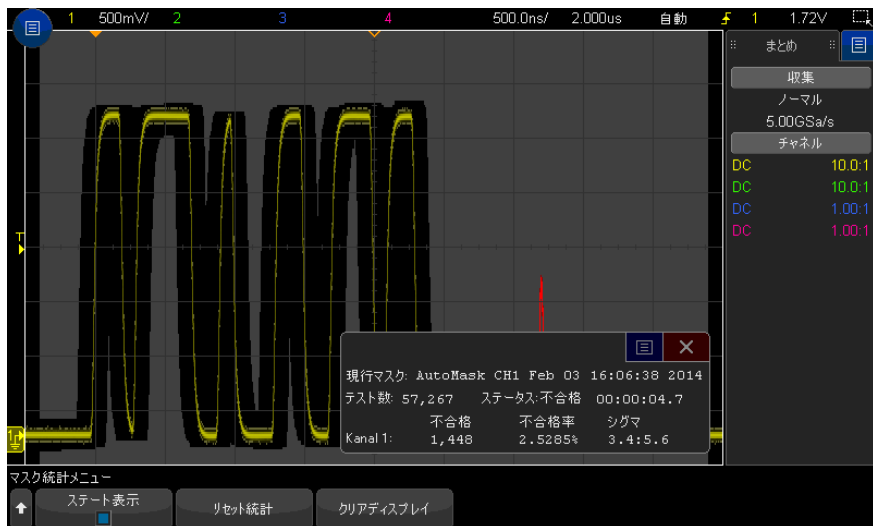 1 500mV/ 2 3 4 500.0ns/ 2.000us 自動 1 1.72V
まとめ
収集
ノーマル
5.00GSa/s
チャネル
DC 10.0:1
DC 10.0:1
DC 1.00:1
DC 1.00:1
T
現行マスク: AutoMask CH1 Feb 03 16:06:38 2014
テスト数: 57,267 ステータス:不合格 00:00:04.7
不合格 不合格率 シグマ
Kanal 1: 1,448 2.5285% 3.4:5.6
1
マスク統計メニュー
ステート表示 リセット統計 クリアディスプレイ